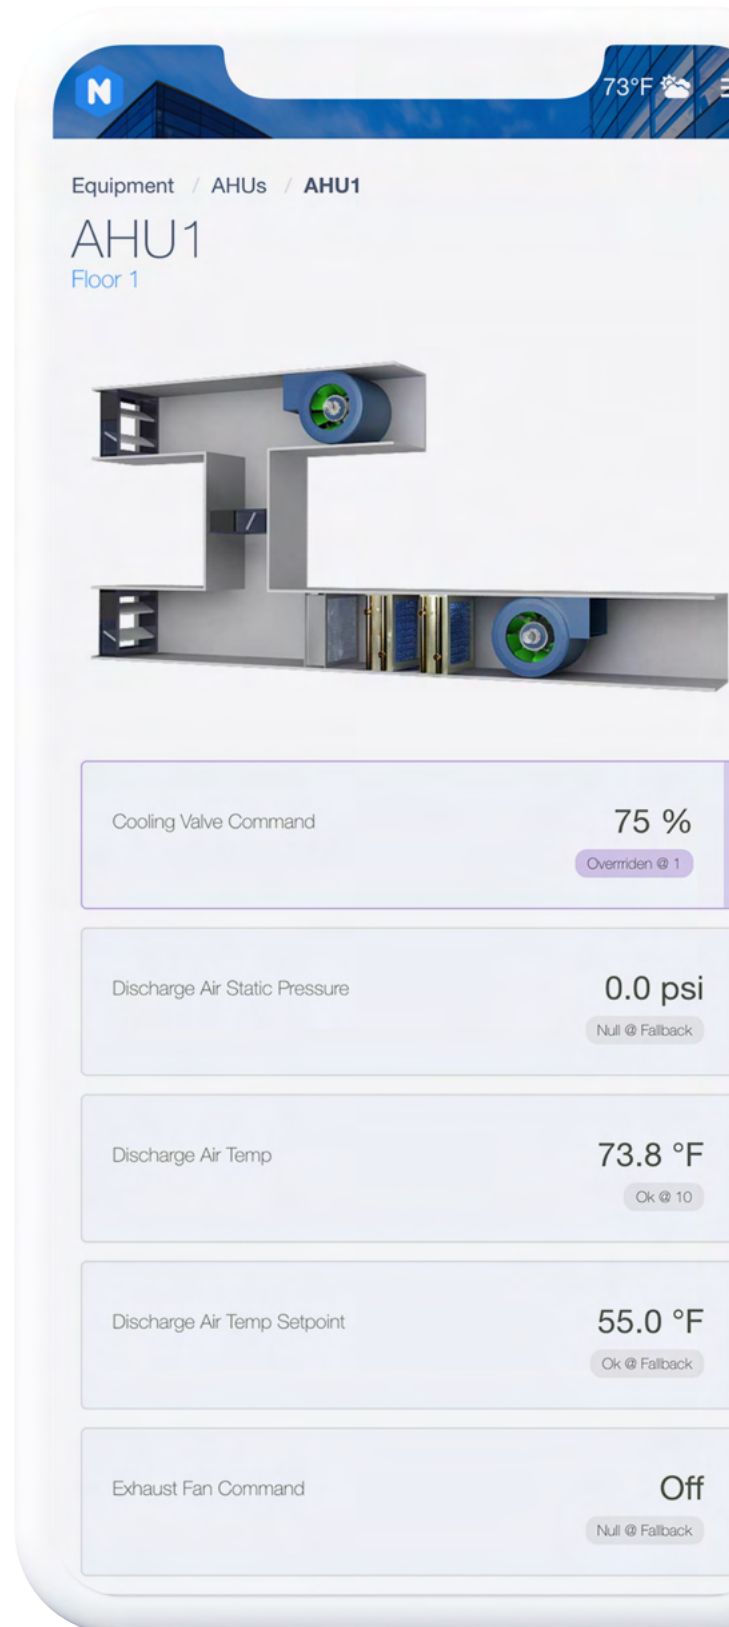 N
73°F
Equipment / AHUs / AHU1
AHU1
Floor 1
Cooling Valve Command
75 %
Overrriden @ 1
Discharge Air Static Pressure
0.0 psi
Null @ Fallback
Discharge Air Temp
73.8 °F
Ok @ 10
Discharge Air Temp Setpoint
55.0 °F
Ok @ Fallback
Exhaust Fan Command
Off
Null @ Fallback